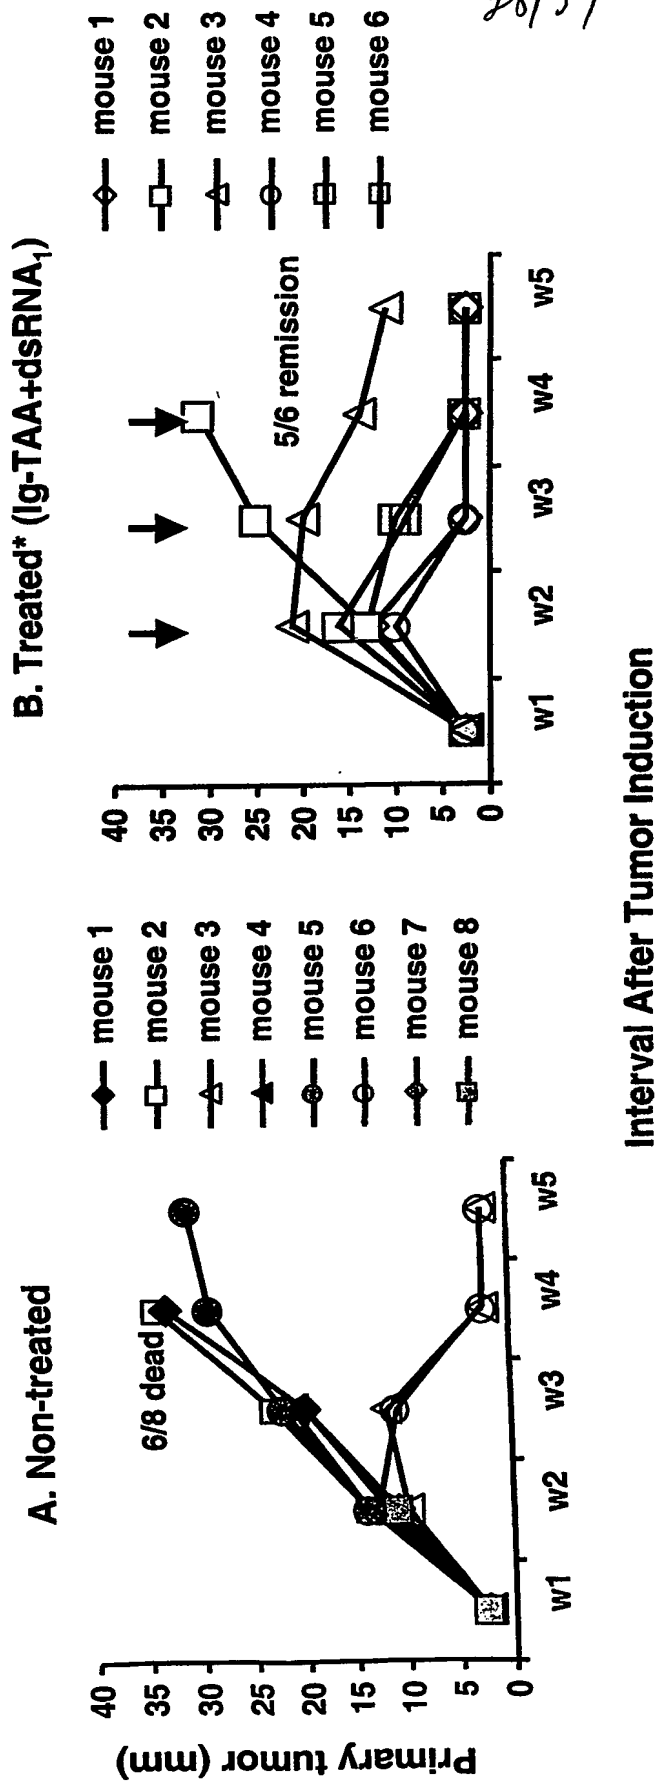 A. Non-treated
Primary tumor (mm)
40
35
30
25
20
15
10
5
0
6/8 dead
w1 w2 w3 w4 w5
mouse 1
mouse 2
mouse 3
mouse 4
mouse 5
mouse 6
mouse 7
mouse 8
B. Treated* (Ig-TAA+dsRNA₁)
40
35
30
25
20
15
10
5
0
5/6 remission
w1 w2 w3 w4 w5
mouse 1
mouse 2
mouse 3
mouse 4
mouse 5
mouse 6
Interval After Tumor Induction